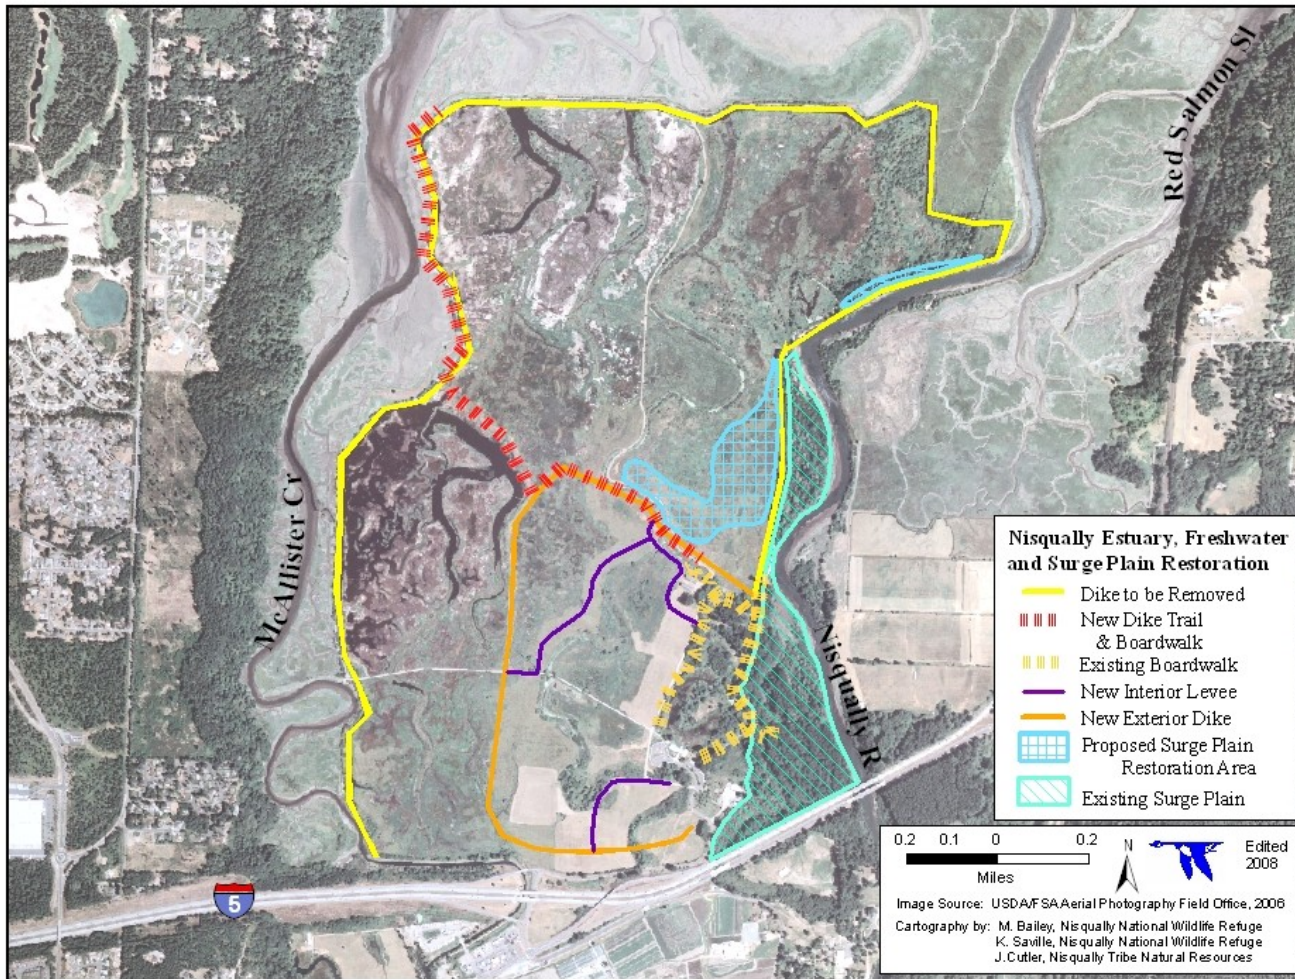 Red Salmon Sl
McAllister Cr
Nisqually R
5
Nisqually Estuary, Freshwater
and Surge Plain Restoration
Dike to be Removed
New Dike Trail
& Boardwalk
Existing Boardwalk
New Interior Levee
New Exterior Dike
Proposed Surge Plain
Restoration Area
Existing Surge Plain
0.2 0.1 0 0.2
Miles
N
Edited
2008
Image Source: USDA/FSA Aerial Photography Field Office, 2006
Cartography by: M. Bailey, Nisqually National Wildlife Refuge
K. Saville, Nisqually National Wildlife Refuge
J.Cutler, Nisqually Tribe Natural Resources